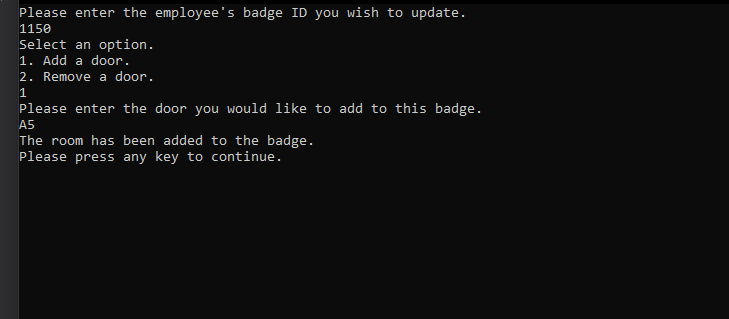 Please enter the employee's badge ID you wish to update.
1150
Select an option.
1. Add a door.
2. Remove a door.
1
Please enter the door you would like to add to this badge.
A5
The room has been added to the badge.
Please press any key to continue.